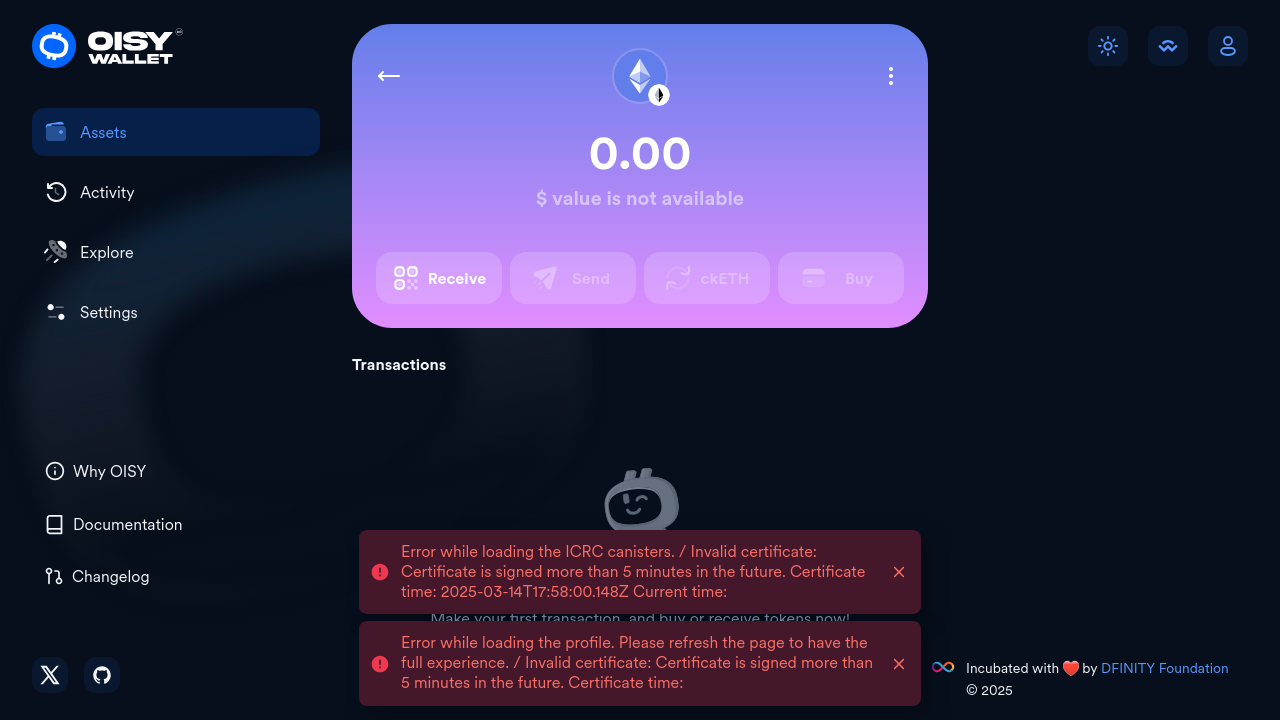 OISY
WALLET
Assets
Activity
Explore
Settings
Why OISY
Documentation
Changelog
0.00
$ value is not available
Receive
Send
ckETH
Buy
Transactions
Error while loading the ICRC canisters. / Invalid certificate:
Certificate is signed more than 5 minutes in the future. Certificate
time: 2025-03-14T17:58:00.148Z Current time:
Make your first transaction, and buy or receive tokens now!
Error while loading the profile. Please refresh the page to have the
full experience. / Invalid certificate: Certificate is signed more than
5 minutes in the future. Certificate time:
Incubated with ❤️ by DFINITY Foundation
© 2025